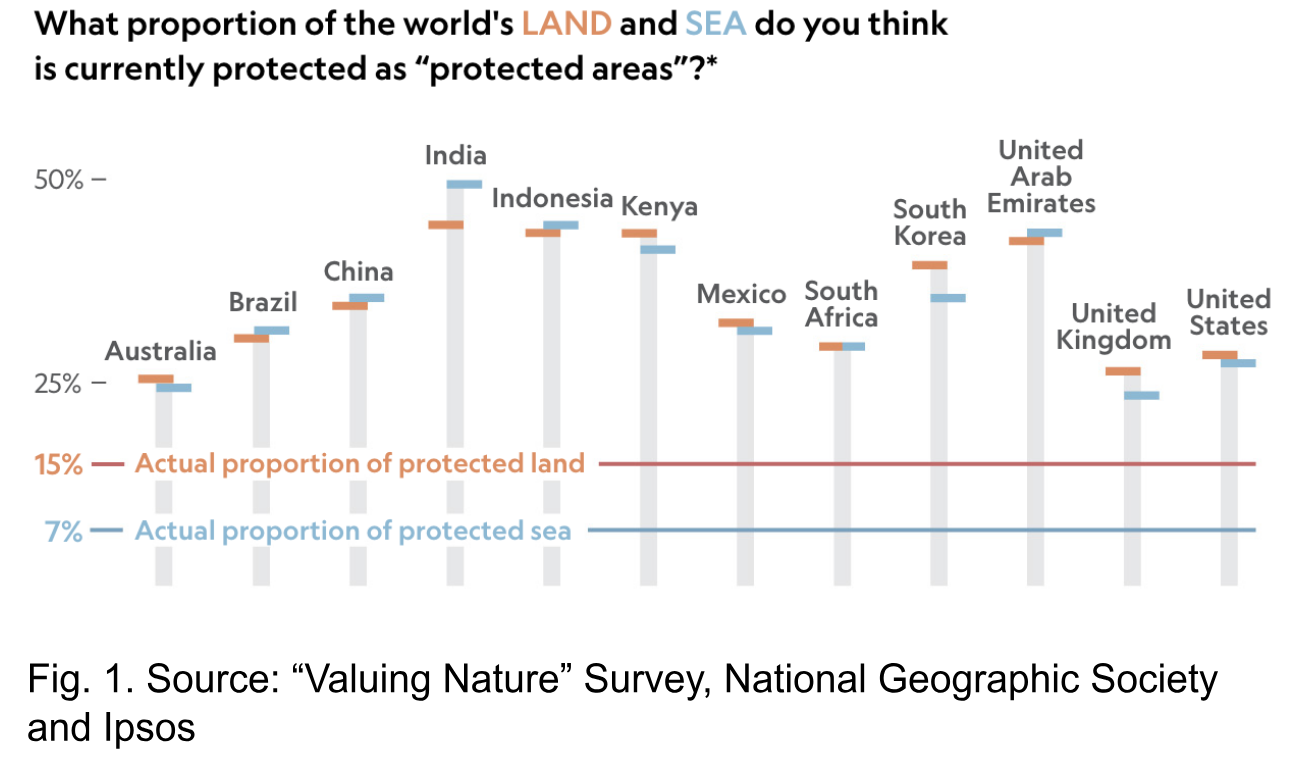 What proportion of the world's LAND and SEA do you think
is currently protected as “protected areas”?*
50%
25%
15%
7%
Australia
Brazil
China
India
Indonesia
Kenya
Mexico
South
Africa
South
Korea
United
Arab
Emirates
United
Kingdom
United
States
Actual proportion of protected land
Actual proportion of protected sea
Fig. 1. Source: “Valuing Nature” Survey, National Geographic Society
and Ipsos